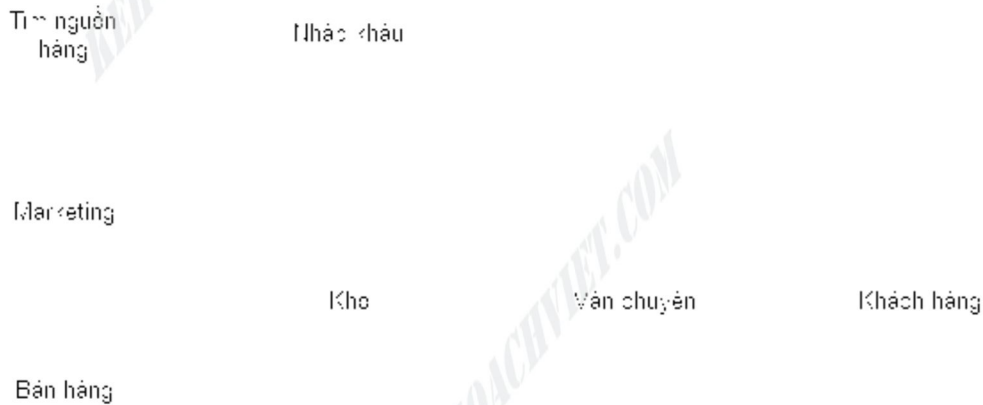 Tìm nguồn
hàng
Nhập khẩu
Marketing
Kho
Vận chuyển
Khách hàng
Bán hàng